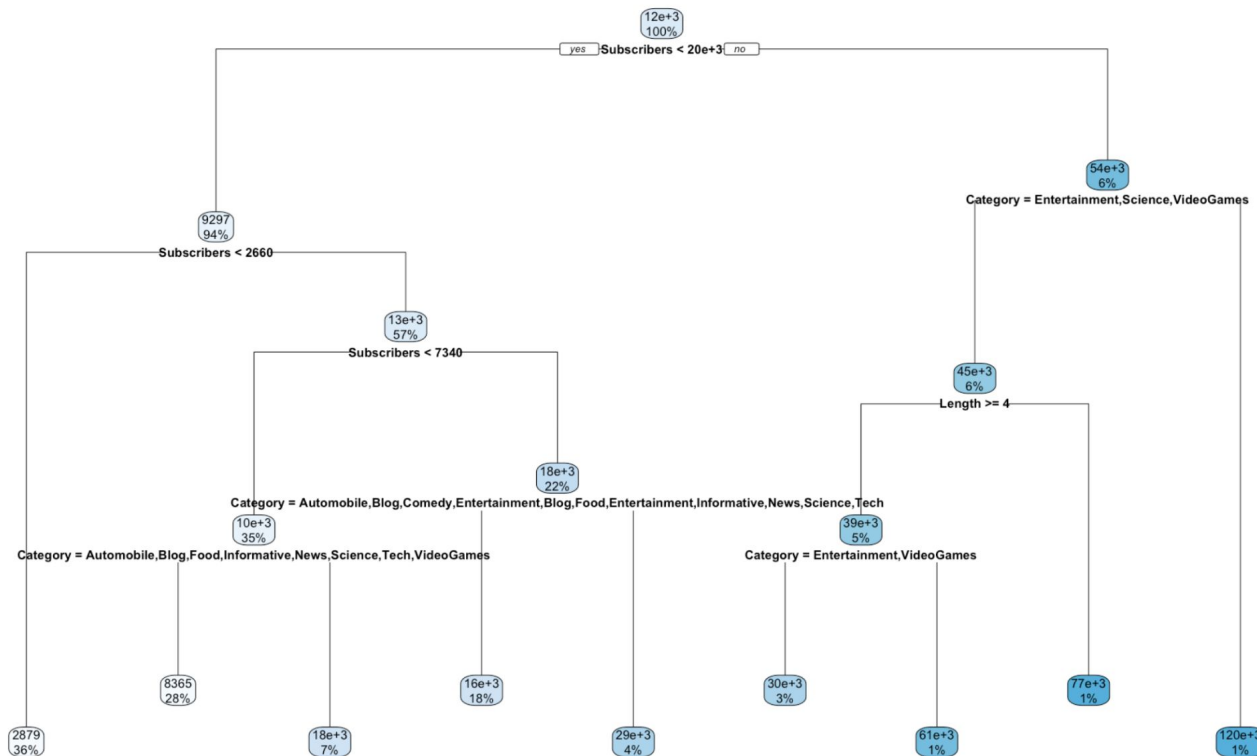 12e+3
100%
yes Subscribers < 20e+3 no
54e+3
6%
Category = Entertainment,Science,VideoGames
9297
94%
Subscribers < 2660
13e+3
57%
Subscribers < 7340
45e+3
6%
Length >= 4
18e+3
22%
Category = Automobile,Blog,Comedy,Entertainment,Blog,Food,Entertainment,Informative,News,Science,Tech
10e+3
35%
Category = Automobile,Blog,Food,Informative,News,Science,Tech,VideoGames
39e+3
5%
Category = Entertainment,VideoGames
8365
28%
16e+3
18%
30e+3
3%
77e+3
1%
2879
36%
18e+3
7%
29e+3
4%
61e+3
1%
120e+3
1%